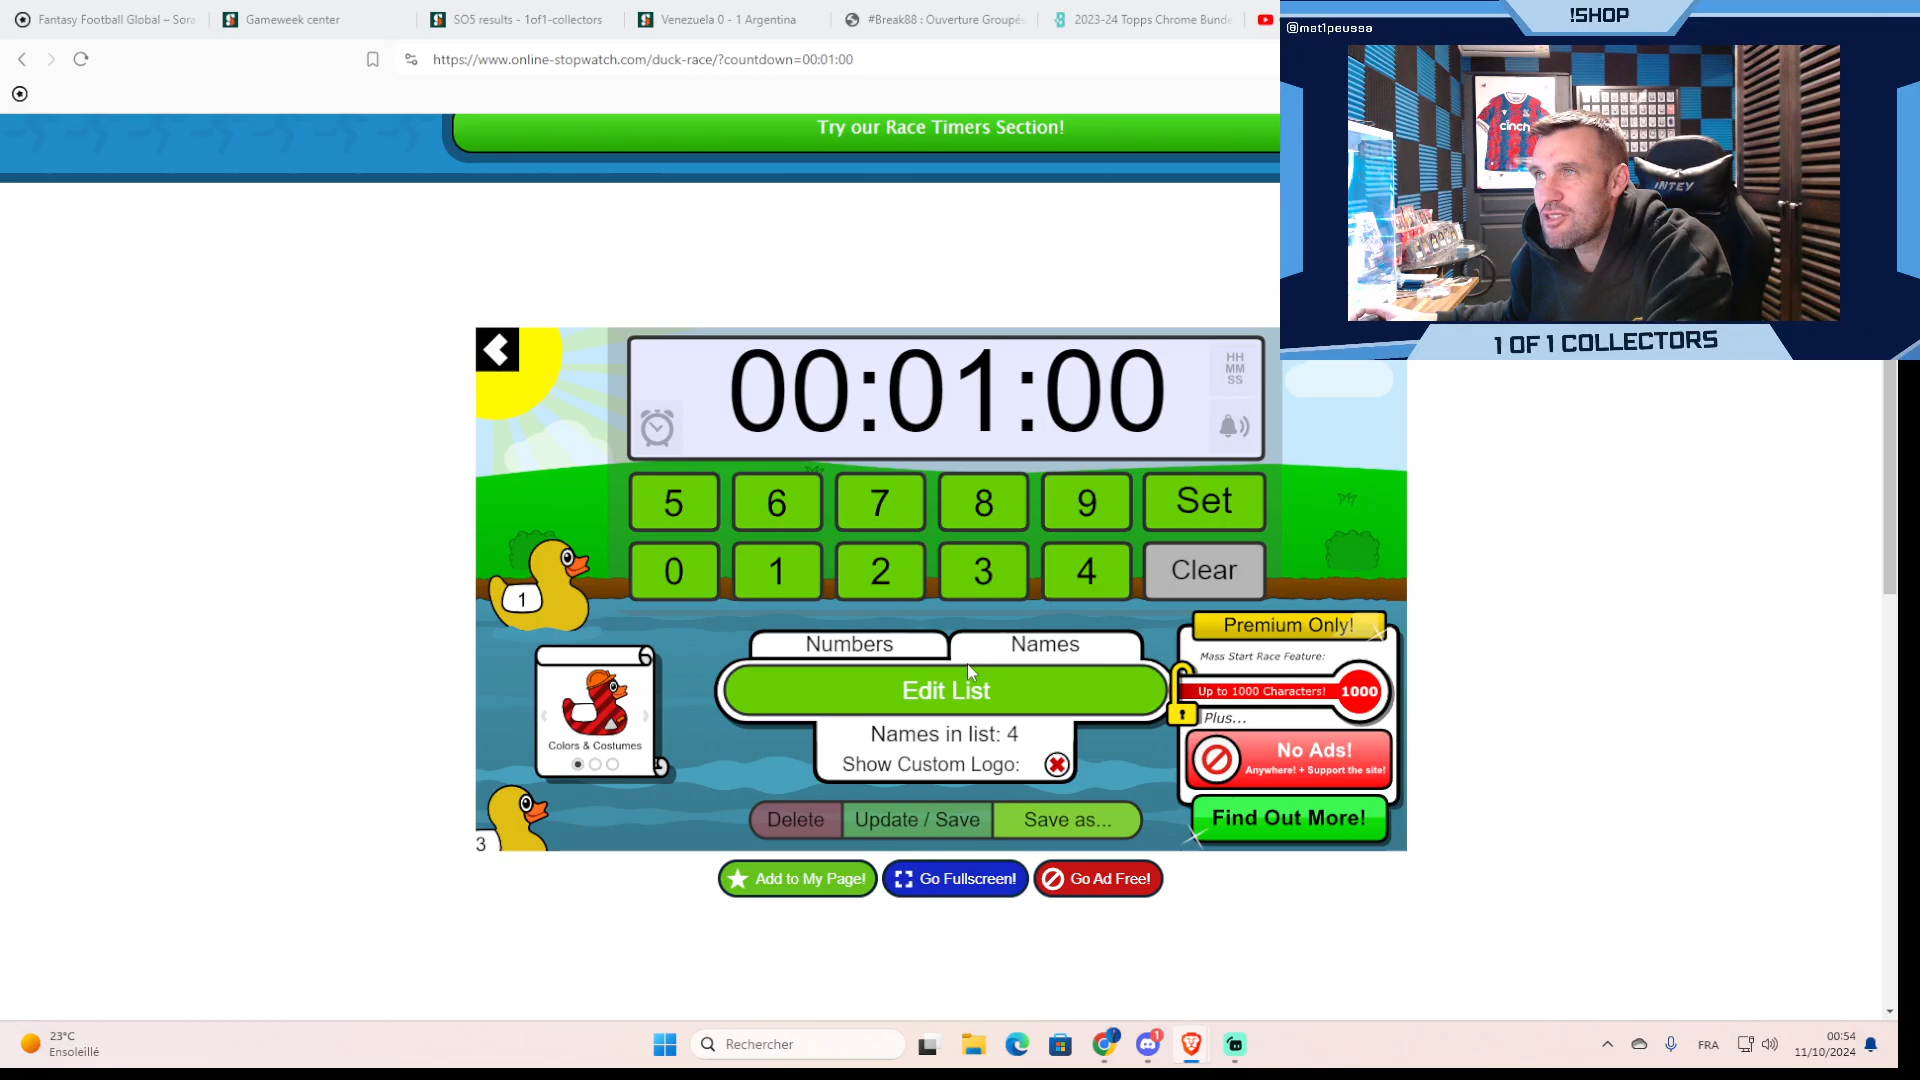 Fantasy Football Global – Sora
Gameweek center
SO5 results - 1of1-collectors
Venezuela 0 - 1 Argentina
#Break88 : Ouverture Groupée
2023-24 Topps Chrome Bunde
https://www.online-stopwatch.com/duck-race/?countdown=00:01:00
!SHOP
@mat1peussa
cinch
INTEY
1 OF 1 COLLECTORS
Try our Race Timers Section!
00:01:00
HH
MM
SS
5 6 7 8 9 Set
0 1 2 3 4 Clear
1
Numbers
Names
Edit List
Names in list: 4
Show Custom Logo:
Colors & Costumes
Premium Only!
Mass Start Race Feature:
Up to 1000 Characters! 1000
Plus...
No Ads!
Anywhere! + Support the site!
Find Out More!
3
Delete
Update / Save
Save as...
Add to My Page!
Go Fullscreen!
Go Ad Free!
23°C
Ensoleillé
Rechercher
1
FRA
00:54
11/10/2024